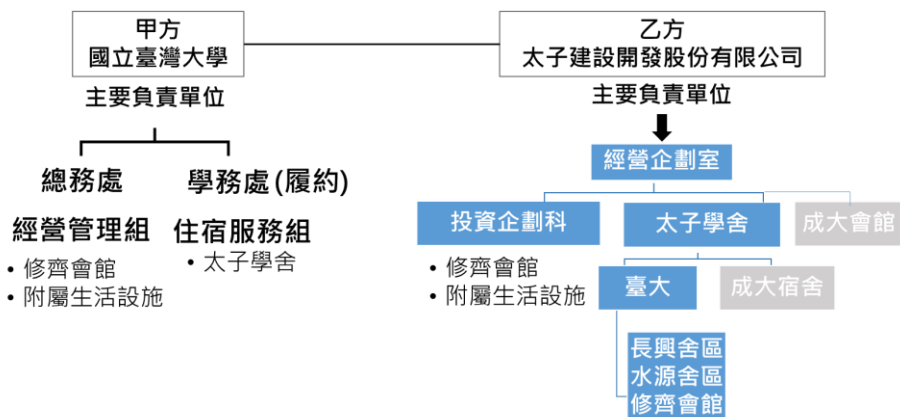 甲方
國立臺灣大學
主要負責單位
總務處
學務處(履約)
經營管理組
住宿服務組
• 修齊會館
• 附屬生活設施
• 太子學舍
乙方
太子建設開發股份有限公司
主要負責單位
經營企劃室
投資企劃科
太子學舍
成大會館
• 修齊會館
• 附屬生活設施
臺大
成大宿舍
長興舍區
水源舍區
修齊會館